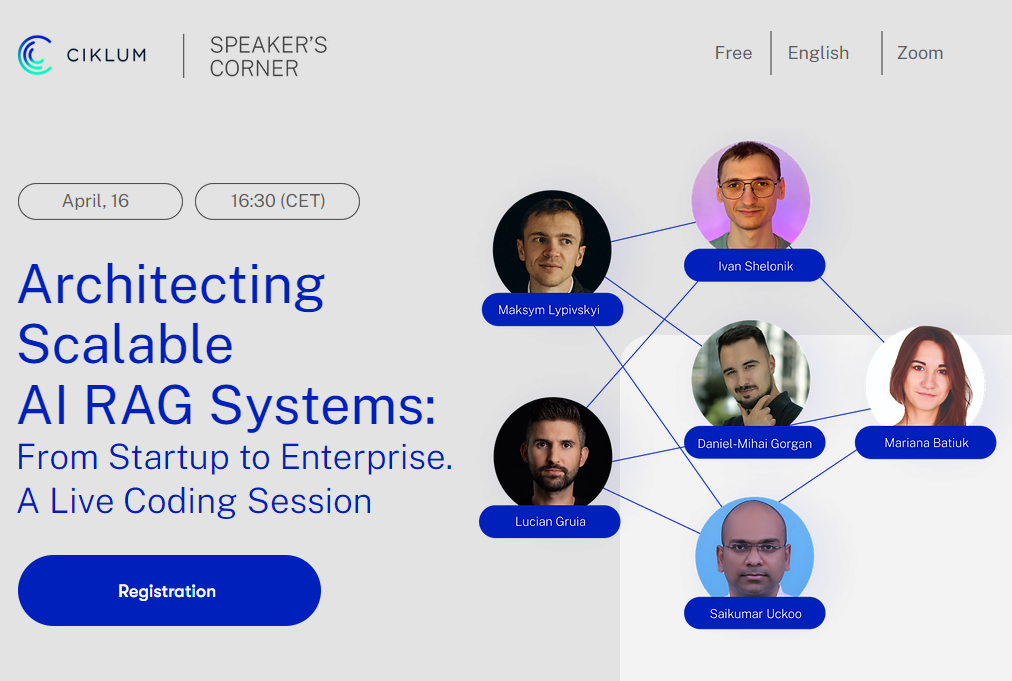 CIKLUM
SPEAKER'S
CORNER
Free
English
Zoom
April, 16
16:30 (CET)
Architecting
Scalable
AI RAG Systems:
From Startup to Enterprise.
A Live Coding Session
Registration
Maksym Lypivskyi
Ivan Shelonik
Daniel-Mihai Gorgan
Mariana Batiuk
Lucian Gruia
Saikumar Uckoo